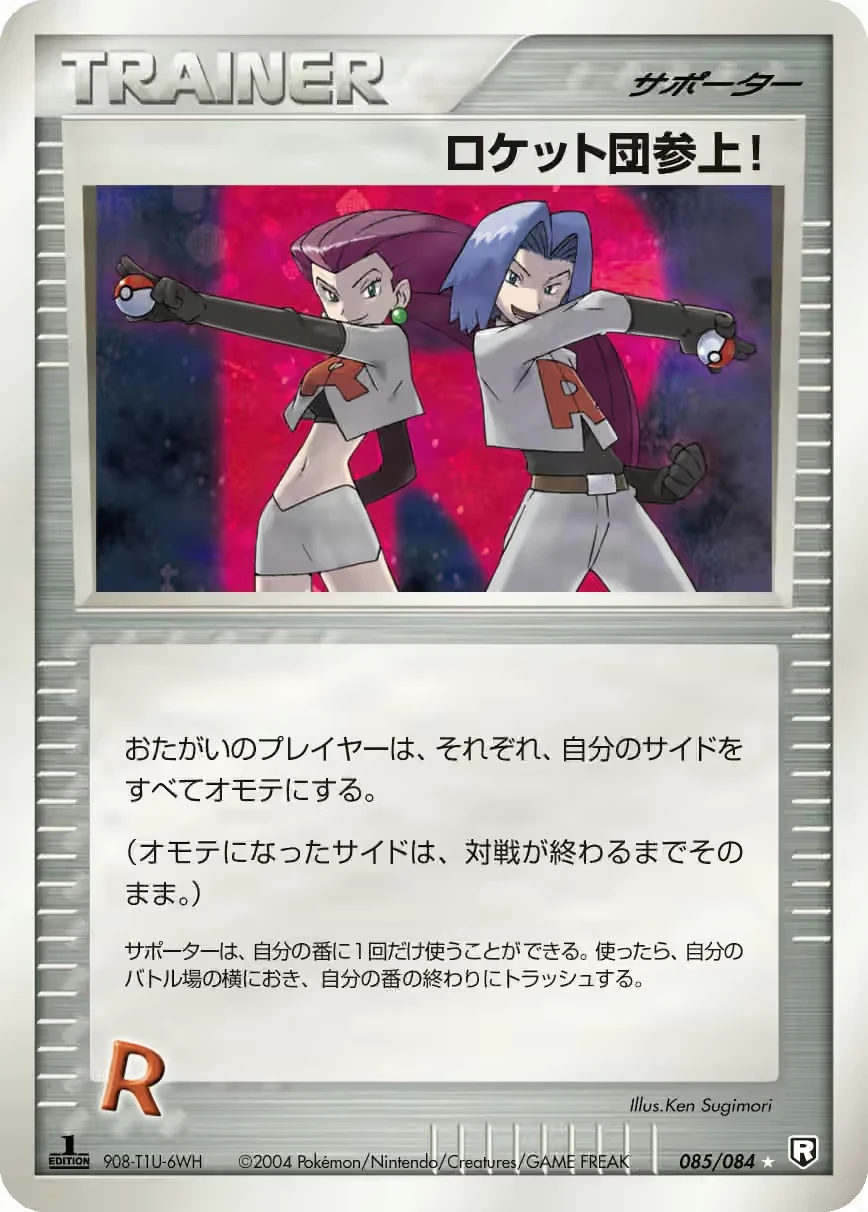 TRAINER
サポーター
ロケット団参上!
R
R
おたがいのプレイヤーは、それぞれ、自分のサイドを
すべてオモテにする。
(オモテになったサイドは、対戦が終わるまでその
まま。)
サポーターは、自分の番に1回だけ使うことができる。使ったら、自分の
バトル場の横におき、自分の番の終わりにトラッシュする。
R
Illus.Ken Sugimori
1
EDITION
908-T1U-6WH
©2004 Pokémon/Nintendo/Creatures/GAME FREAK
085/084 ★
R